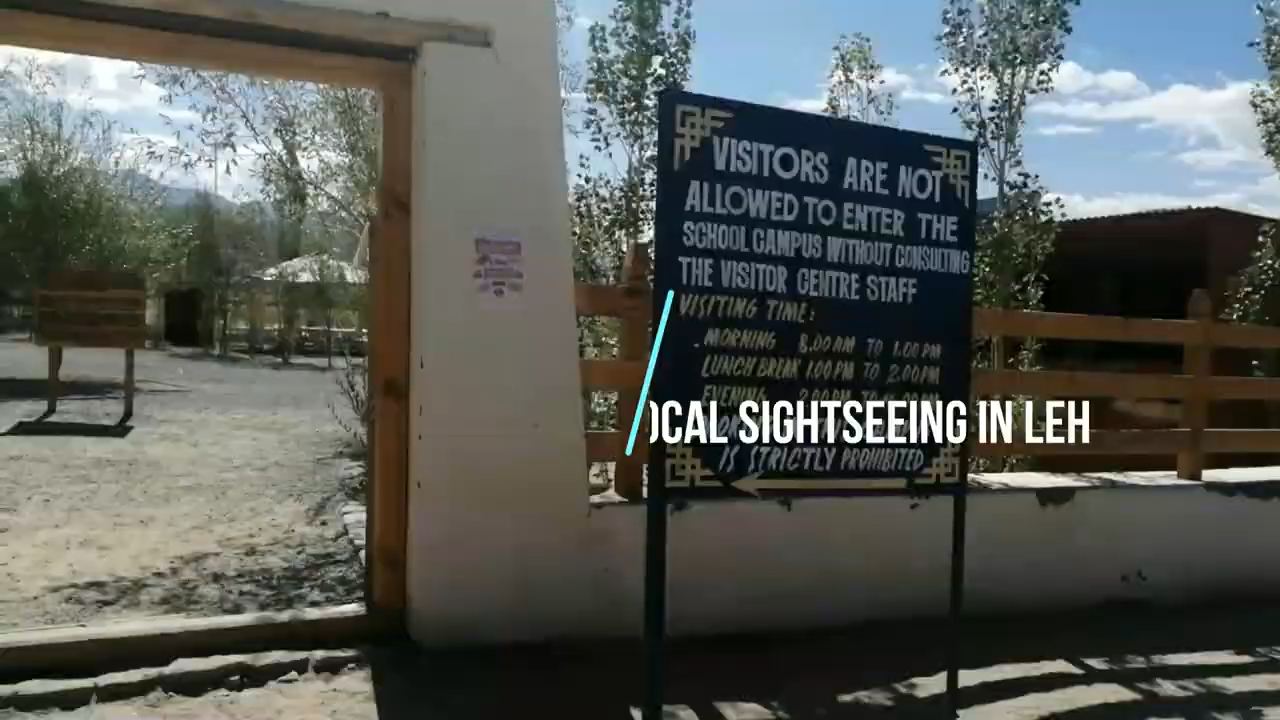 VISITORS ARE NOT
ALLOWED TO ENTER THE
SCHOOL CAMPUS WITHOUT CONSULTING
THE VISITOR CENTRE STAFF
VISITING TIME:
MORNING 8.00 AM TO 1.00 PM
LUNCH BREAK 1.00 PM TO 2.00 PM
EVENING
OCAL SIGHTSEEING IN LEH
IS STRICTLY PROHIBITED